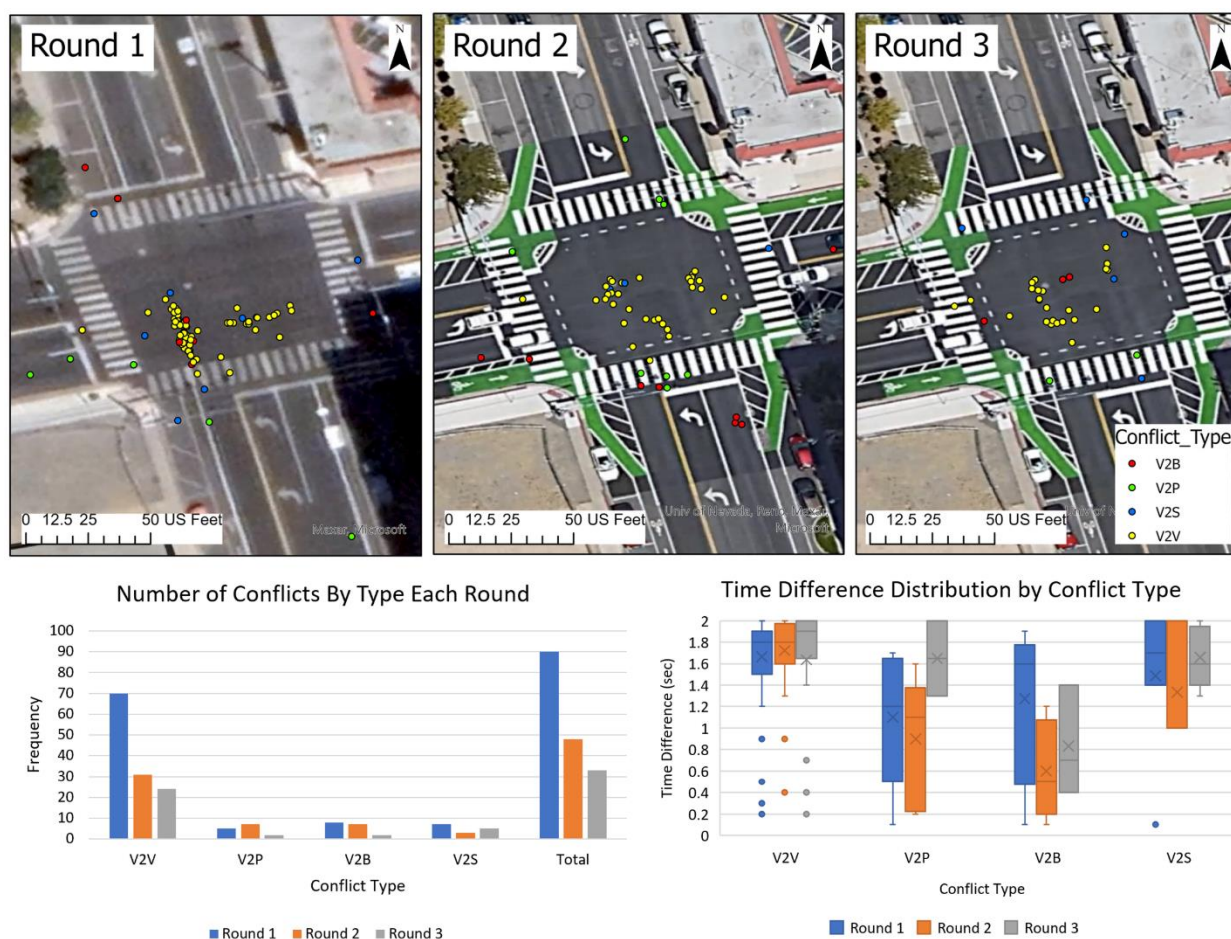 Round 1
N
Round 2
N
Round 3
N
0 12.5 25 50 US Feet
Maxar, Microsoft
0 12.5 25 50 US Feet
Univ of Nevada, Reno, Maxar,
Microsoft
0 12.5 25 50 US Feet
Conflict_Type
V2B
V2P
V2S
V2V
Number of Conflicts By Type Each Round
Frequency
100
90
80
70
60
50
40
30
20
10
0
V2V V2P V2B V2S Total
Conflict Type
Round 1 Round 2 Round 3
Time Difference Distribution by Conflict Type
Time Difference (sec)
2
1.8
1.6
1.4
1.2
1
0.8
0.6
0.4
0.2
0
V2V V2P V2B V2S
Conflict Type
Round 1 Round 2 Round 3